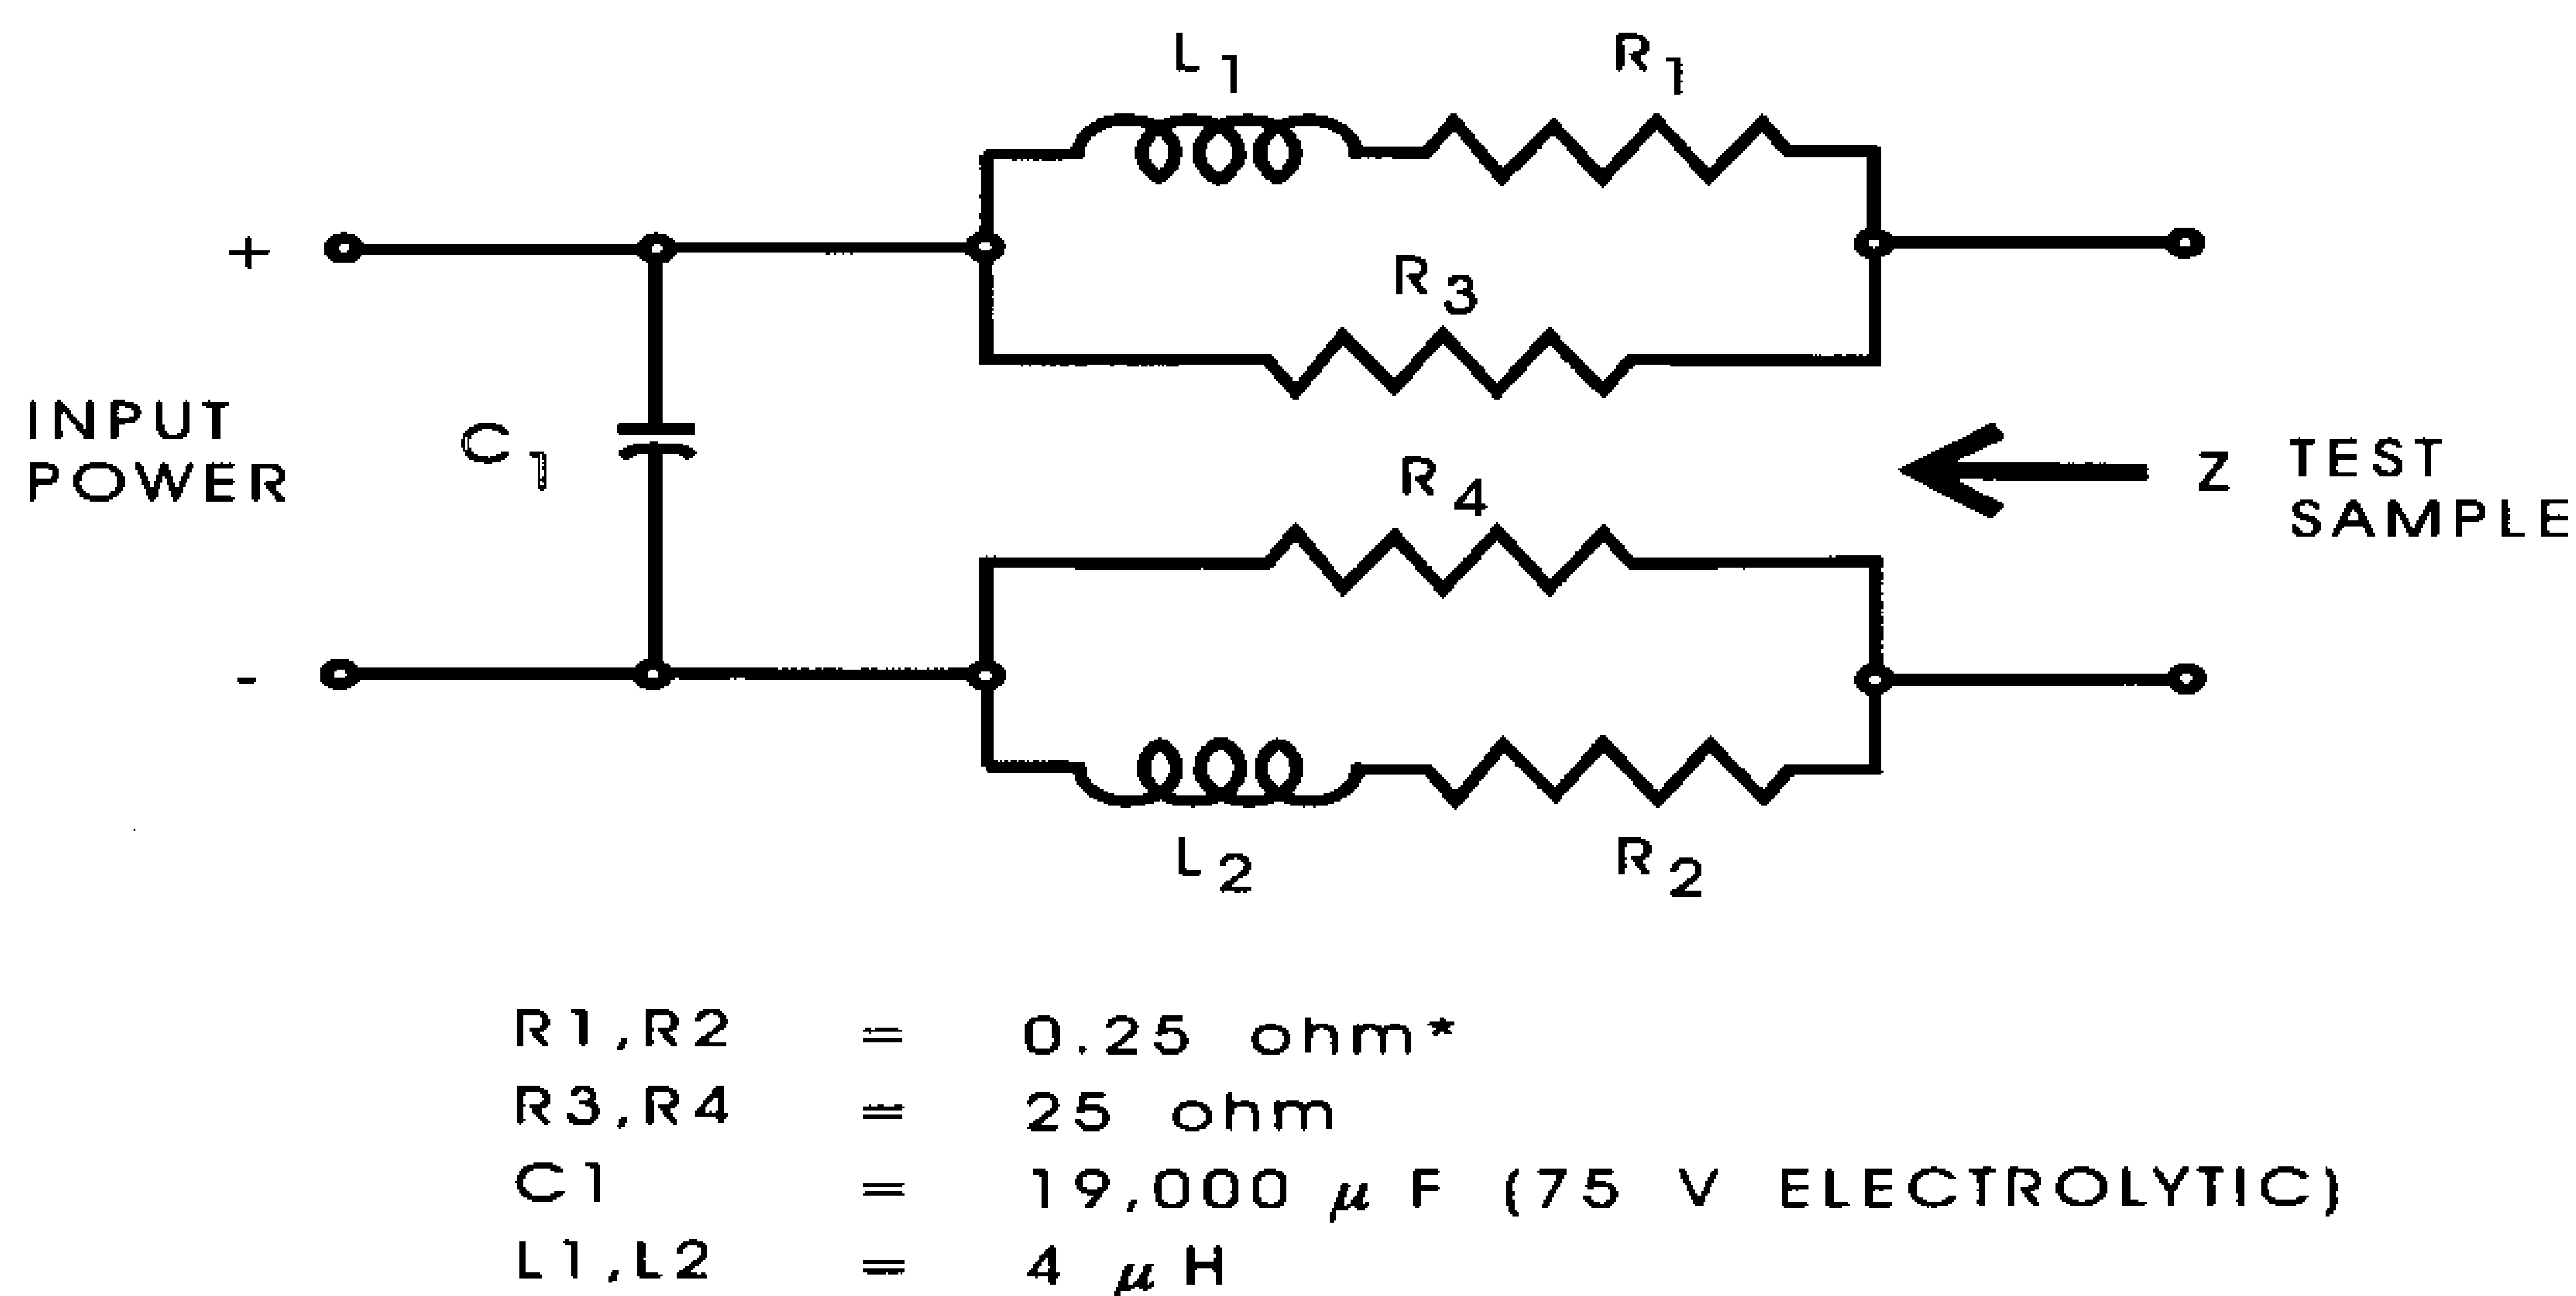 L1
R1
+
R3
INPUT
POWER
C1
R4
Z
TEST
SAMPLE
-
L2
R2
R1,R2 = 0.25 ohm*
R3,R4 = 25 ohm
C1 = 19,000 μF (75 V ELECTROLYTIC)
L1,L2 = 4 μH